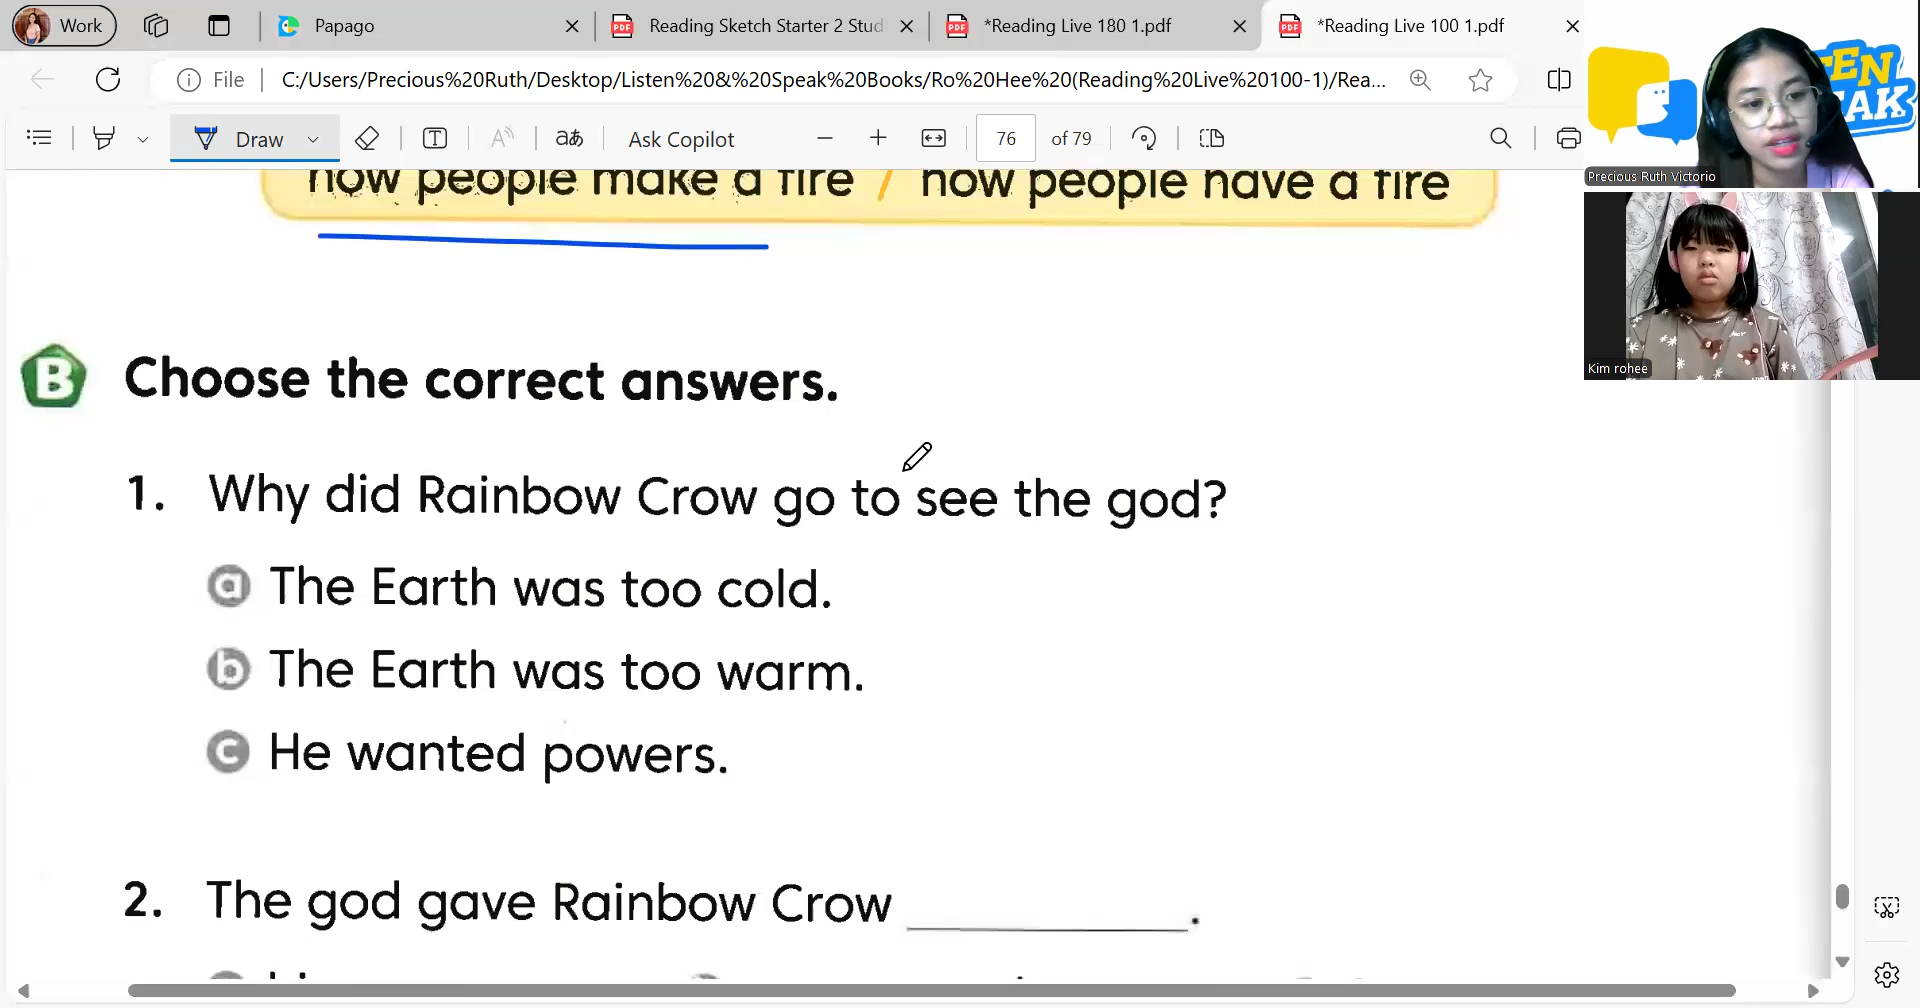 Work
Papago
Reading Sketch Starter 2 Stud
*Reading Live 180 1.pdf
*Reading Live 100 1.pdf
File
C:/Users/Precious%20Ruth/Desktop/Listen%20&%20Speak%20Books/Ro%20Hee%20(Reading%20Live%20100-1)/Rea...
Draw
Ask Copilot
76
of 79
Precious Ruth Victorio
Kim rohee
how people make a fire / how people have a fire
B Choose the correct answers.
1. Why did Rainbow Crow go to see the god?
a The Earth was too cold.
b The Earth was too warm.
c He wanted powers.
2. The god gave Rainbow Crow ____________.